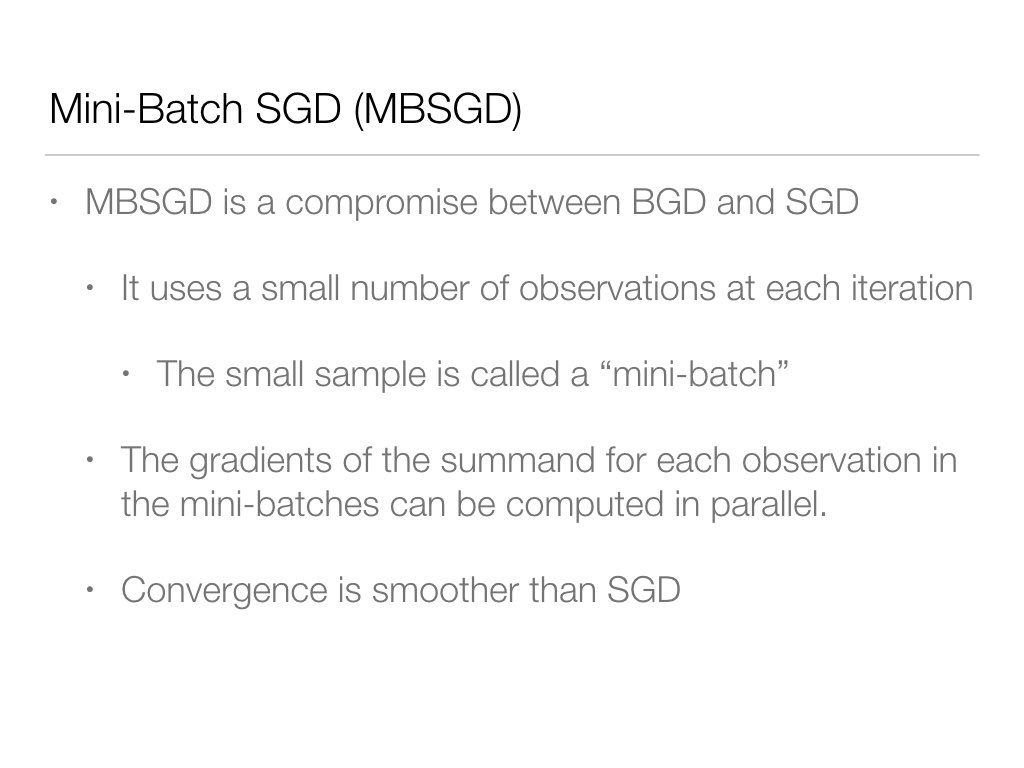 Mini-Batch SGD (MBSGD)
• MBSGD is a compromise between BGD and SGD
• It uses a small number of observations at each iteration
• The small sample is called a “mini-batch”
• The gradients of the summand for each observation in
the mini-batches can be computed in parallel.
• Convergence is smoother than SGD